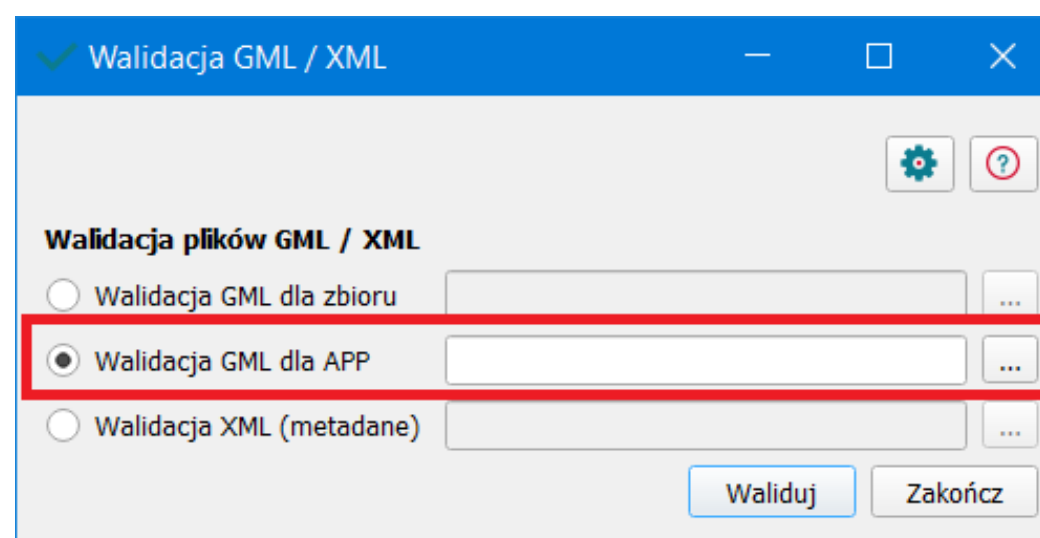 Walidacja GML / XML
?
Walidacja plików GML / XML
Walidacja GML dla zbioru ...
Walidacja GML dla APP ...
Walidacja XML (metadane) ...
Waliduj Zakończ